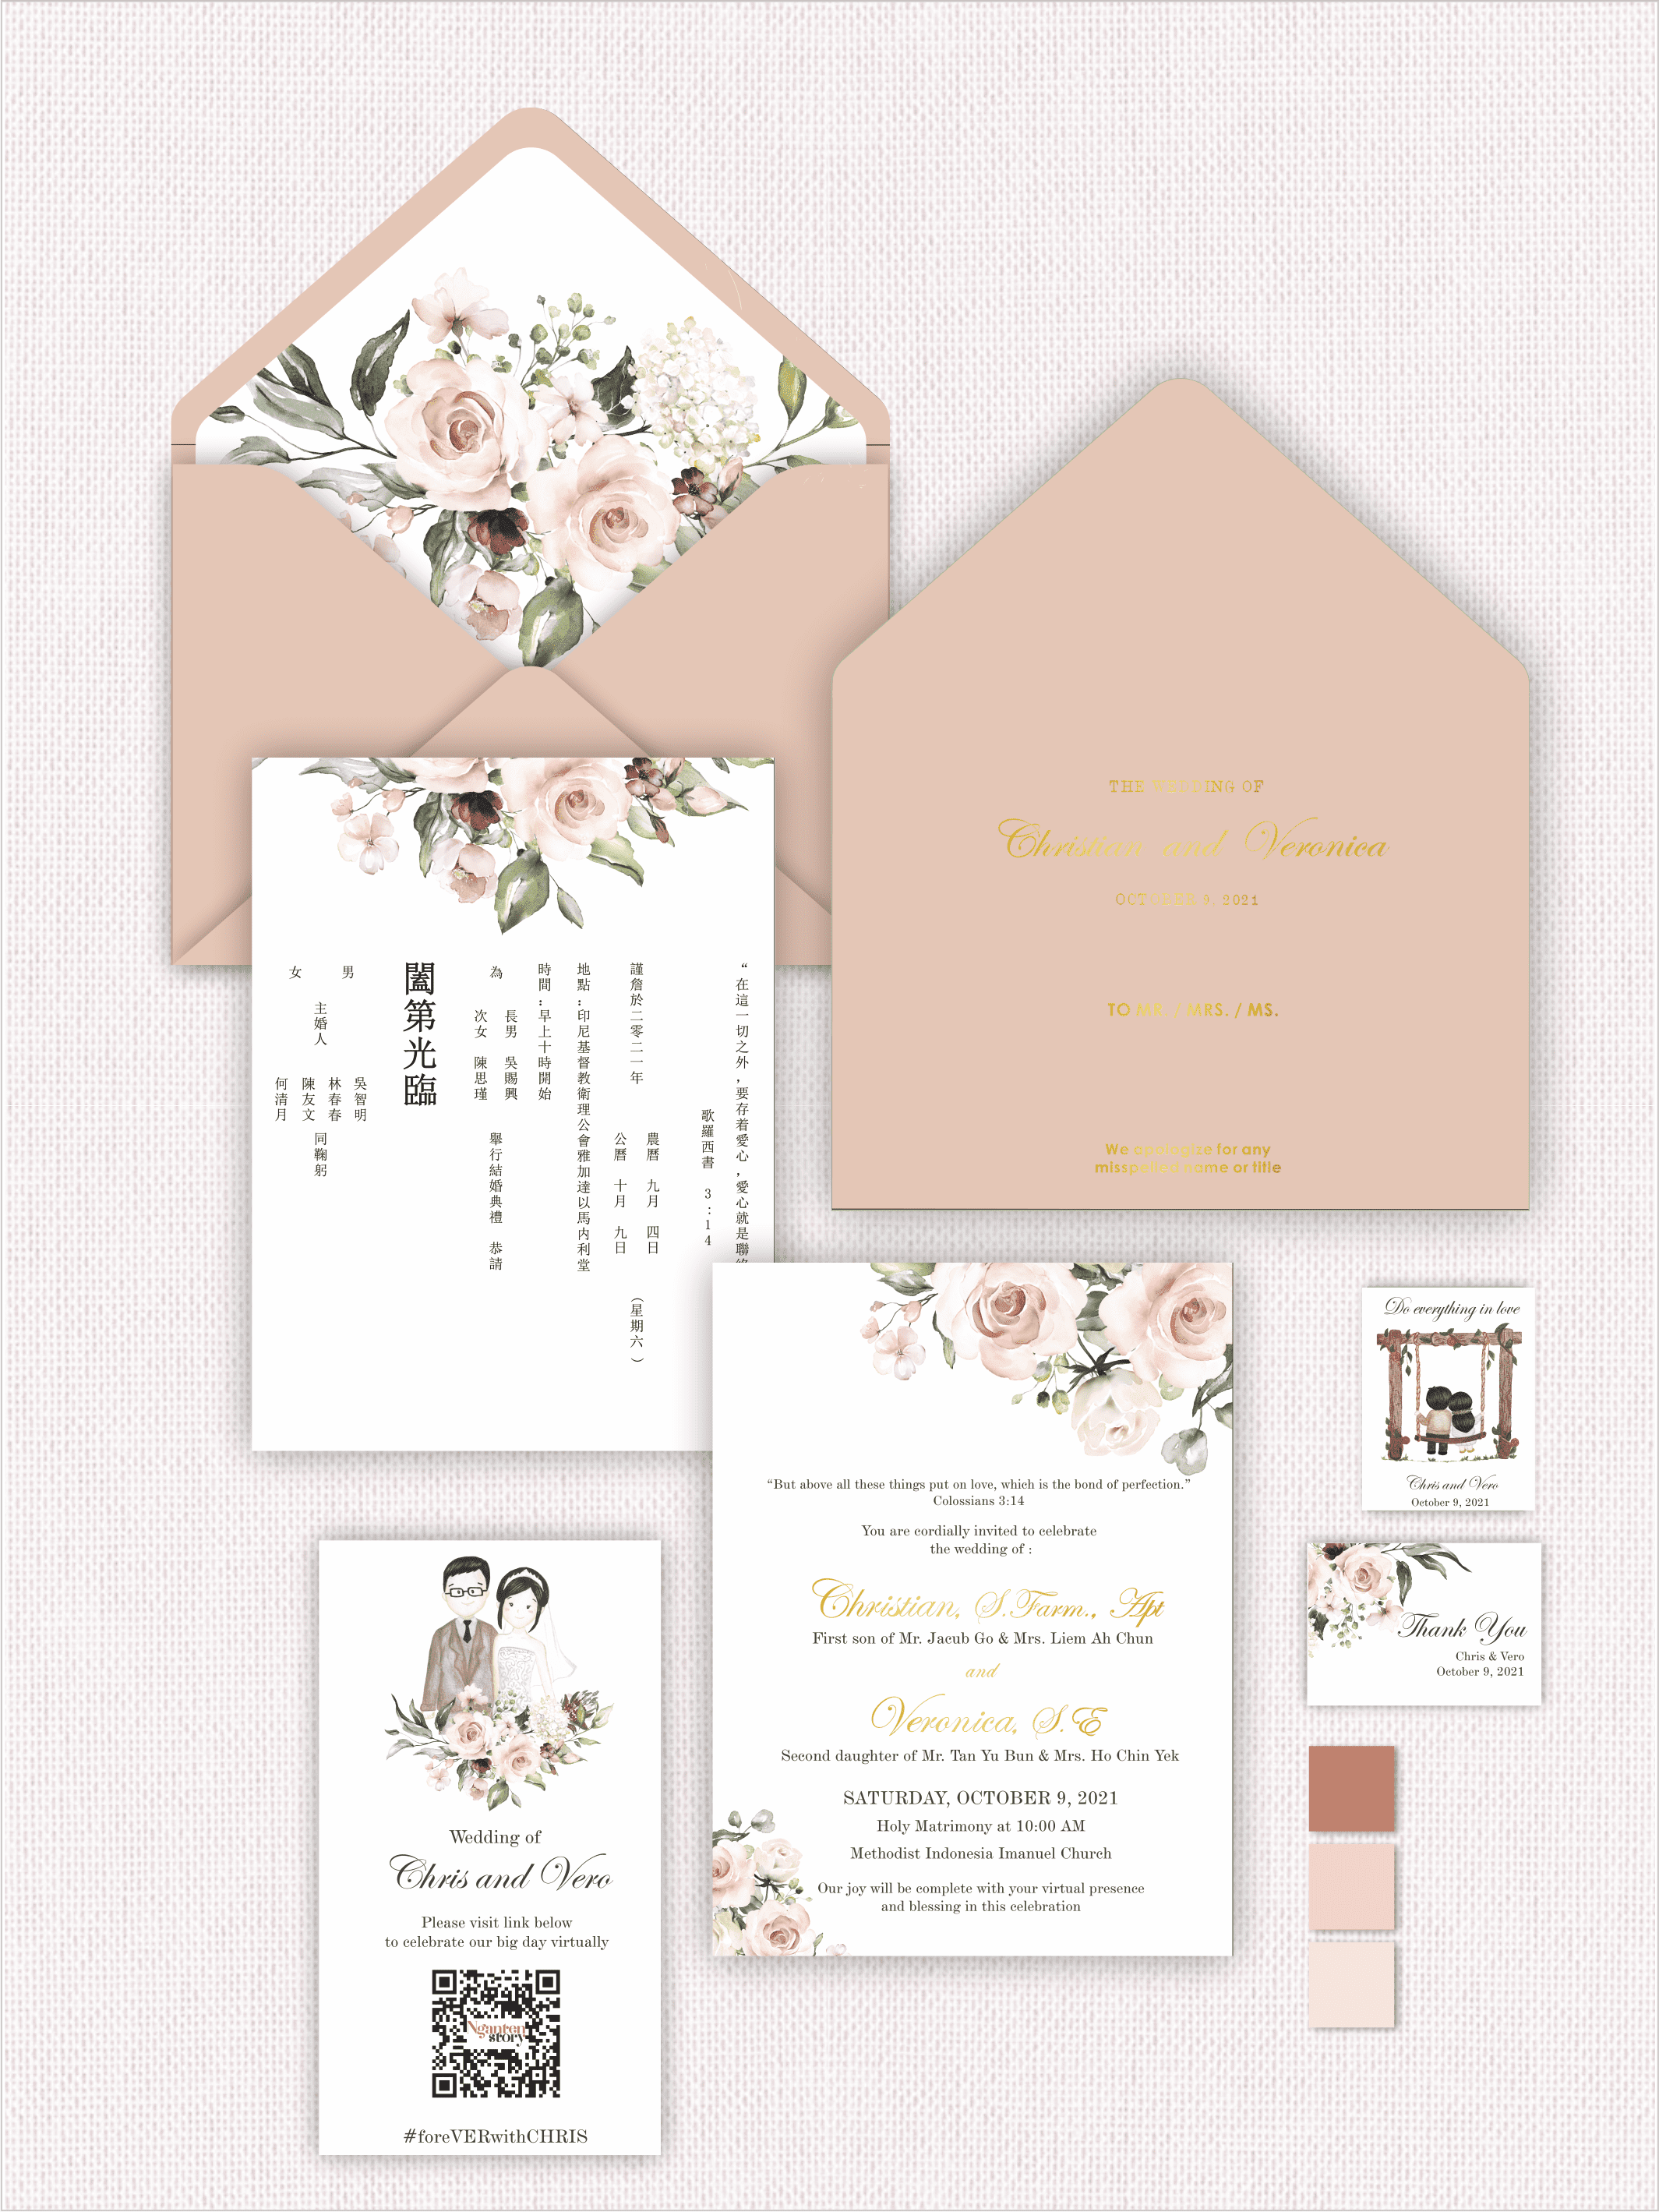 THE WEDDING OF
Christian and Veronica
OCTOBER 9, 2021
TO MR. / MRS. / MS.
We apologize for any
misspelled name or title
“在這一切之外，要存着愛心，愛心就是聯
歌羅西書 3:14
謹詹於二零二一年
農曆 九月 四日
公曆 十月 九日
（星期六）
地點：印尼基督教衛理公會雅加達以馬內利堂
時間：早上十時開始
為
長男 吳賜興
次女 陳思瑾
舉行結婚典禮 恭請
闔第光臨
男
女
主婚人
吳智明
林春春
陳友文
何清月
同鞠躬
“But above all these things put on love, which is the bond of perfection.”
Colossians 3:14
You are cordially invited to celebrate
the wedding of :
Christian, S.Farm., Apt
First son of Mr. Jacub Go & Mrs. Liem Ah Chun
and
Veronica, S.E
Second daughter of Mr. Tan Yu Bun & Mrs. Ho Chin Yek
SATURDAY, OCTOBER 9, 2021
Holy Matrimony at 10:00 AM
Methodist Indonesia Imanuel Church
Our joy will be complete with your virtual presence
and blessing in this celebration
Do everything in love
Chris and Vero
October 9, 2021
Thank You
Chris & Vero
October 9, 2021
Wedding of
Chris and Vero
Please visit link below
to celebrate our big day virtually
Nganten
story
#foreVERwithCHRIS